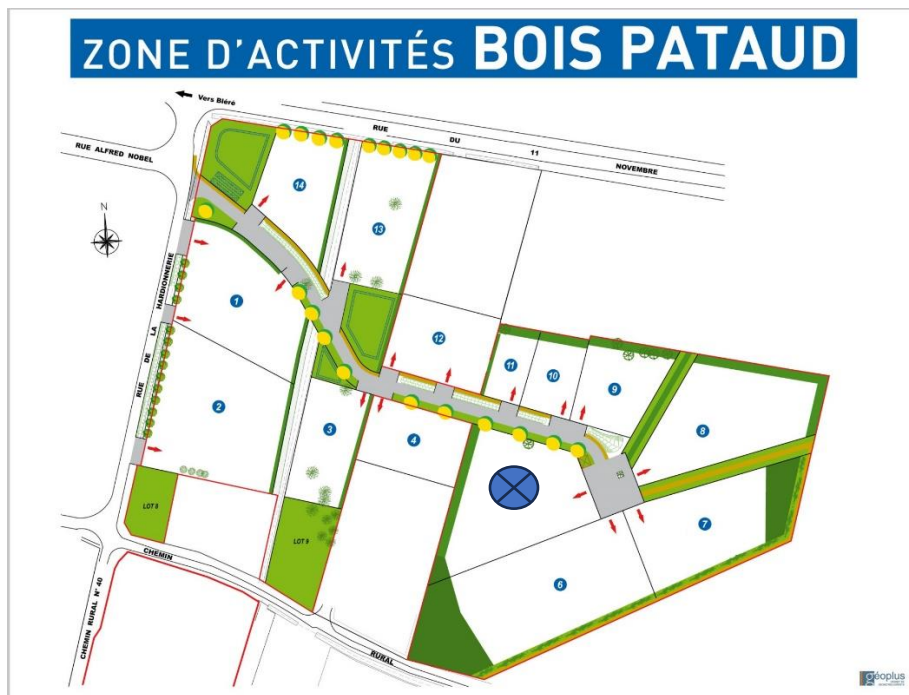 ZONE D'ACTIVITÉS BOIS PATAUD
Vers Bléré
RUE DU 11 NOVEMBRE
RUE ALFRED NOBEL
N
14
13
RUE DE LA HARDIONNERIE
1
12
11
10
9
2
3
4
8
7
6
LOT 8
LOT 9
CHEMIN RURAL
CHEMIN RURAL N° 40
géoplus